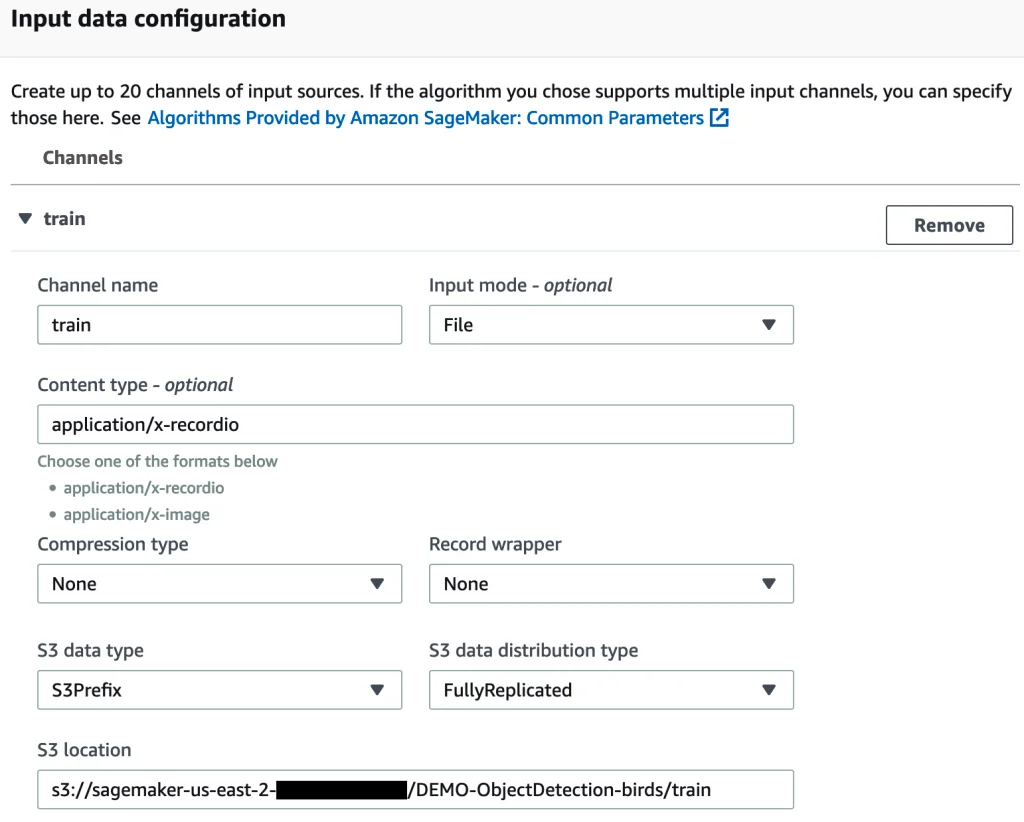 Input data configuration
Create up to 20 channels of input sources. If the algorithm you chose supports multiple input channels, you can specify
those here. See Algorithms Provided by Amazon SageMaker: Common Parameters
Channels
train
Remove
Channel name
Input mode - optional
train
File
Content type - optional
application/x-recordio
Choose one of the formats below
• application/x-recordio
• application/x-image
Compression type
Record wrapper
None
None
S3 data type
S3 data distribution type
S3Prefix
FullyReplicated
S3 location
s3://sagemaker-us-east-2- /DEMO-ObjectDetection-birds/train